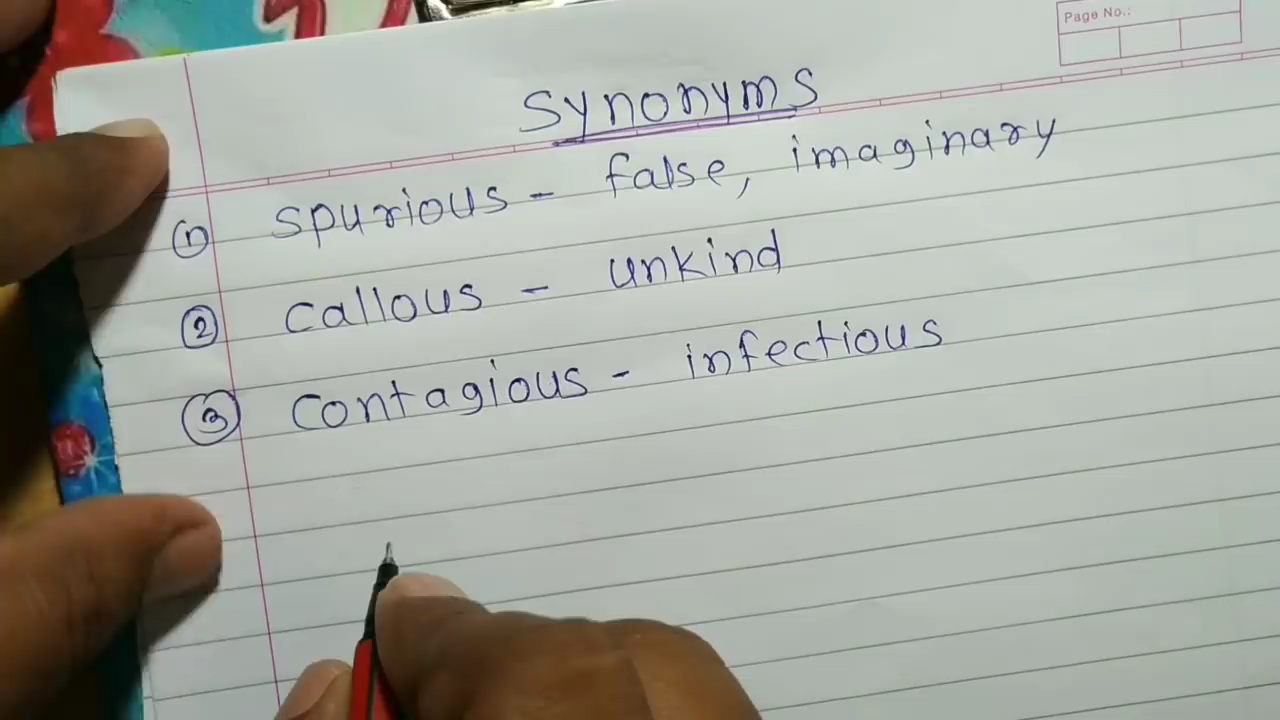 Page No.:
Synonyms
① spurious - false, imaginary
② callous - unkind
③ contagious - infectious